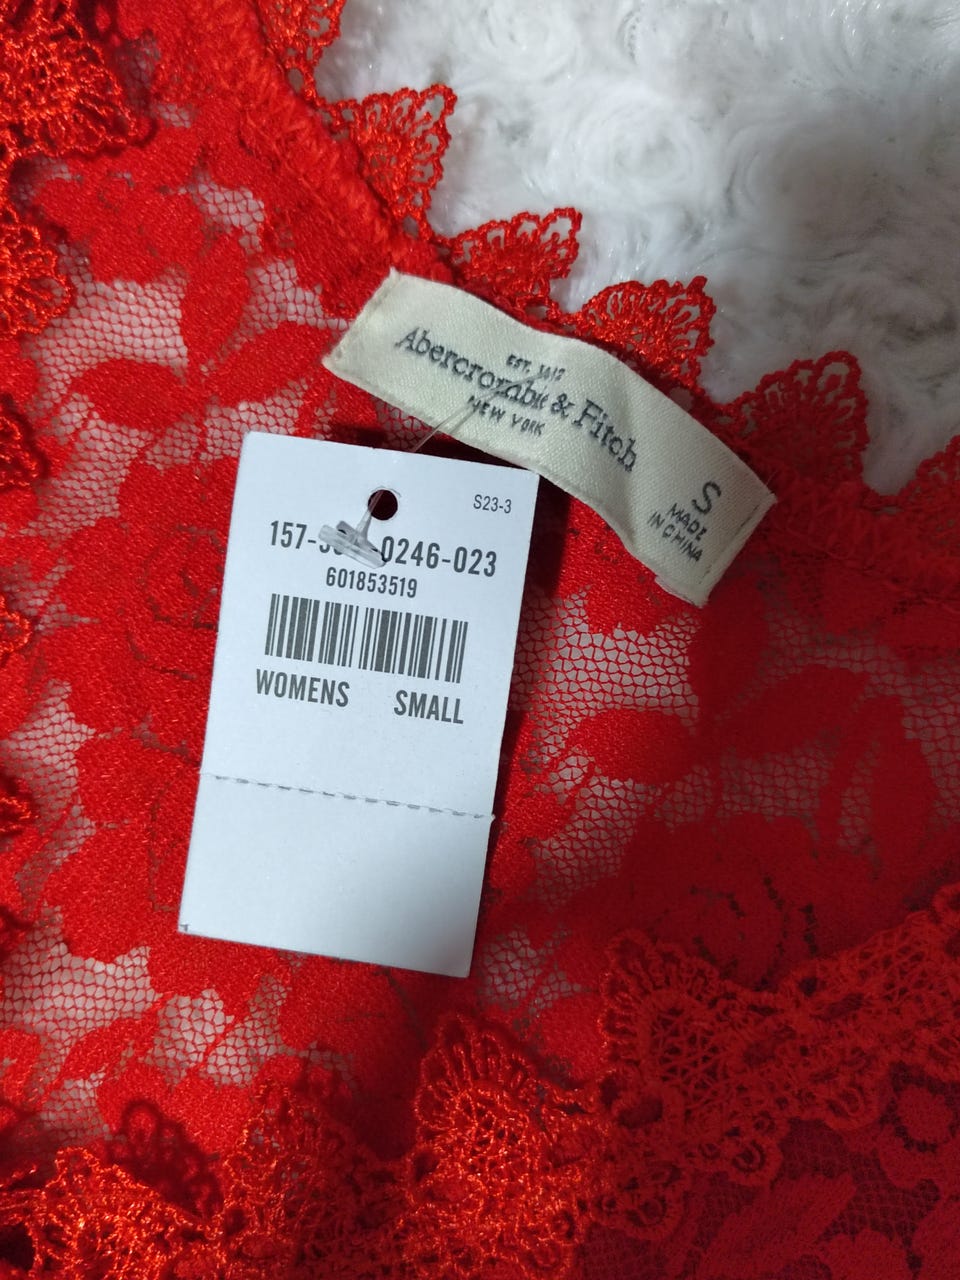 EST. 1892
Abercrombie & Fitch
NEW YORK
S
MADE
IN CHINA
S23-3
0246-023
601853519
WOMENS SMALL